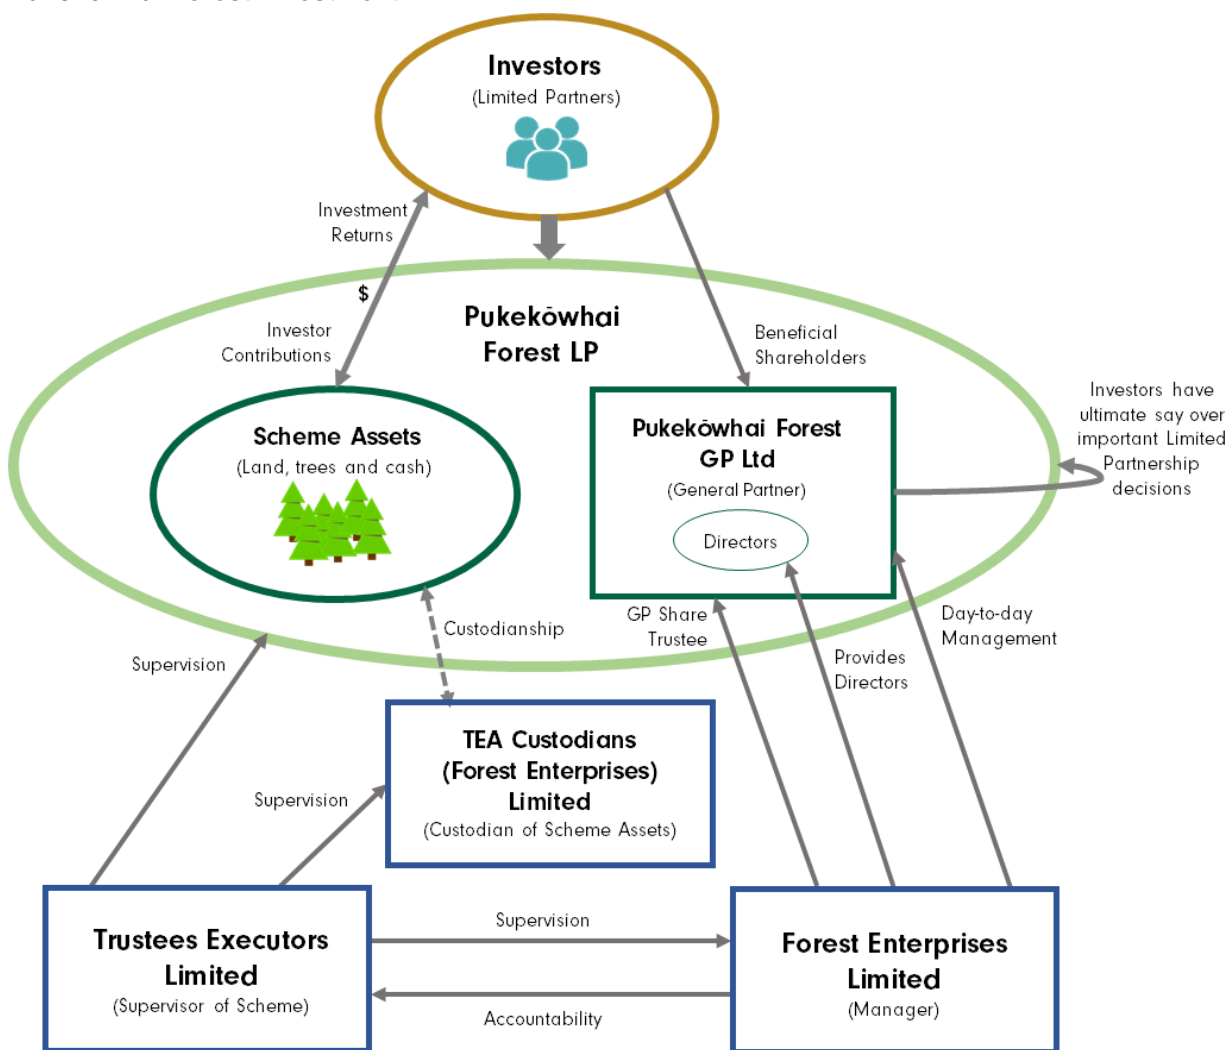 Investors
(Limited Partners)
Investment
Returns
$
Investor
Contributions
Pukekōwhai
Forest LP
Beneficial
Shareholders
Scheme Assets
(Land, trees and cash)
Pukekōwhai Forest
GP Ltd
(General Partner)
Directors
Investors have
ultimate say over
important Limited
Partnership
decisions
Supervision
Custodianship
GP Share
Trustee
Provides
Directors
Day-to-day
Management
TEA Custodians
(Forest Enterprises)
Limited
(Custodian of Scheme Assets)
Supervision
Trustees Executors
Limited
(Supervisor of Scheme)
Supervision
Accountability
Forest Enterprises
Limited
(Manager)